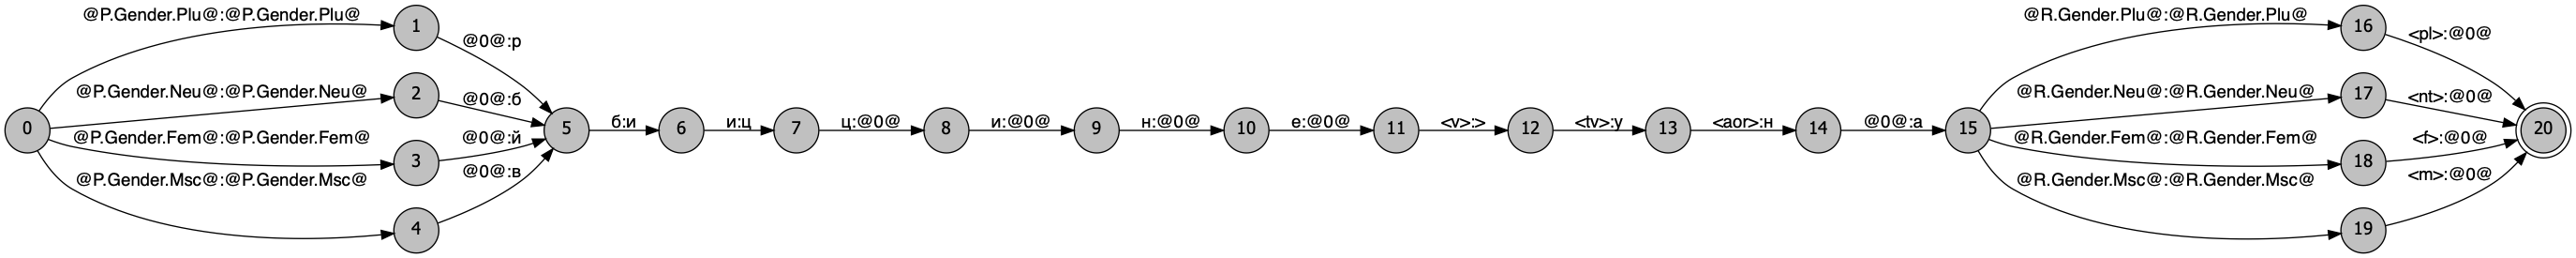 @P.Gender.Plu@:@P.Gender.Plu@
@P.Gender.Neu@:@P.Gender.Neu@
@P.Gender.Fem@:@P.Gender.Fem@
@P.Gender.Msc@:@P.Gender.Msc@
0
1
2
3
4
@0@:р
@0@:б
@0@:й
@0@:в
5
б:и
6
и:ц
7
ц:@0@
8
и:@0@
9
н:@0@
10
е:@0@
11
<v>:>
12
<tv>:у
13
<aor>:н
14
@0@:а
15
@R.Gender.Plu@:@R.Gender.Plu@
@R.Gender.Neu@:@R.Gender.Neu@
@R.Gender.Fem@:@R.Gender.Fem@
@R.Gender.Msc@:@R.Gender.Msc@
16
17
18
19
<pl>:@0@
<nt>:@0@
<f>:@0@
<m>:@0@
20